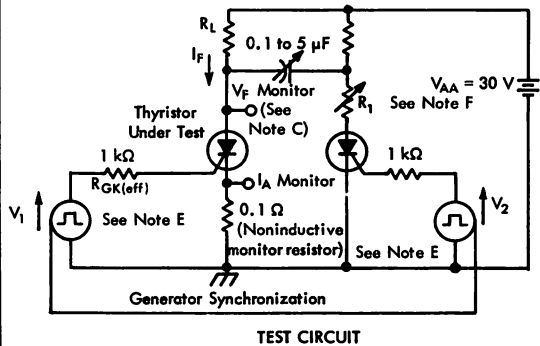 R_L
0.1 to 5 µF
I_F
V_F Monitor
(See
Note C)
R_1
V_AA = 30 V
See Note F
Thyristor
Under Test
1 kΩ
R_GK(eff)
I_A Monitor
1 kΩ
V_1
See Note E
0.1 Ω
(Noninductive
monitor resistor)
See Note E
V_2
Generator Synchronization
TEST CIRCUIT